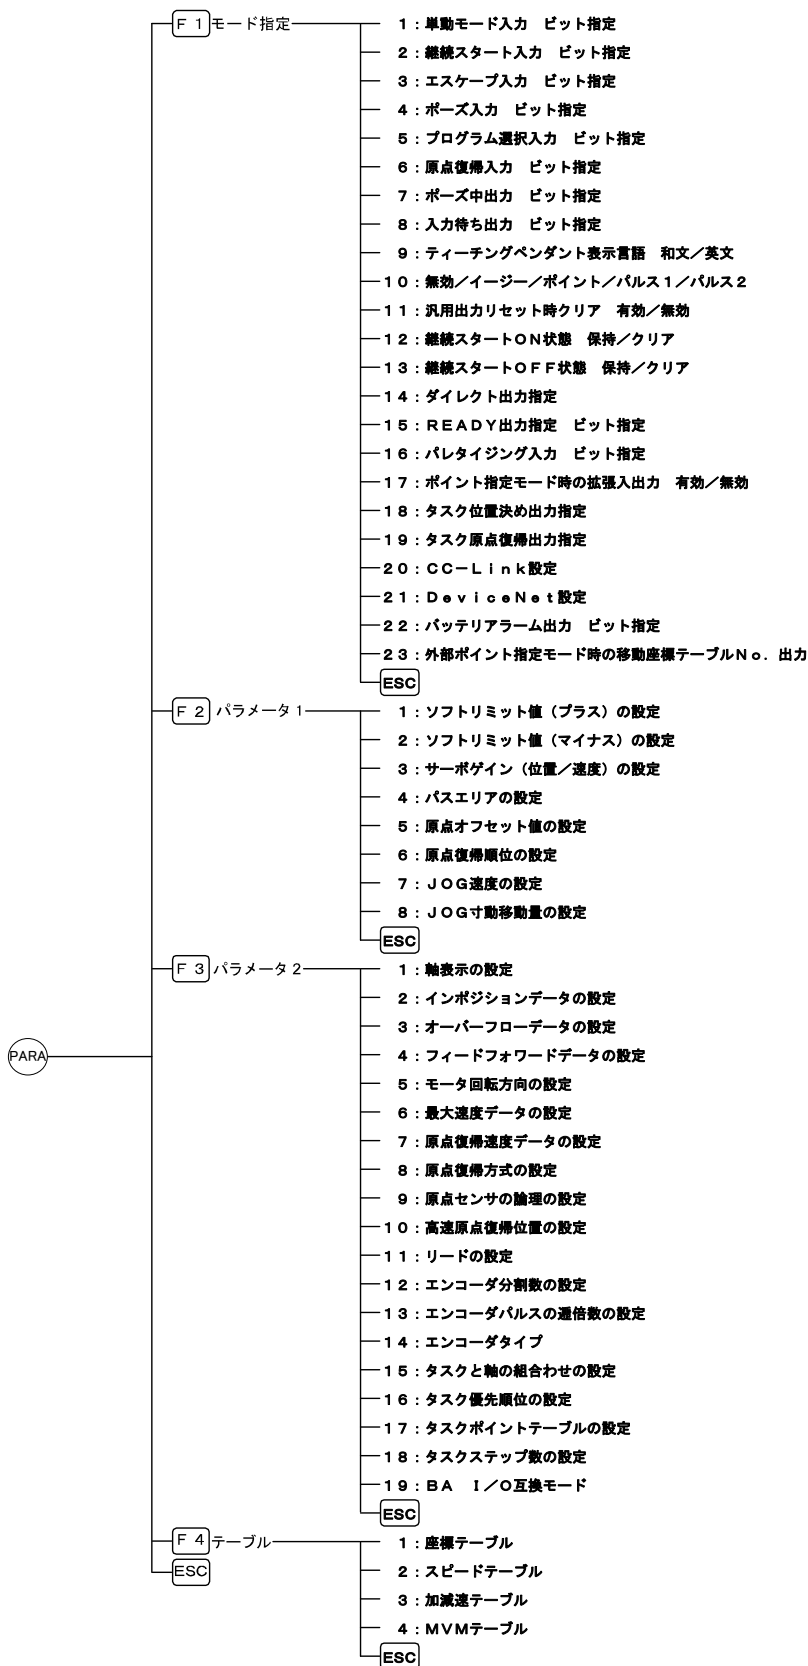 F 1 モード指定
1:単動モード入力 ビット指定
2:継続スタート入力 ビット指定
3:エスケープ入力 ビット指定
4:ポーズ入力 ビット指定
5:プログラム選択入力 ビット指定
6:原点復帰入力 ビット指定
7:ポーズ中出力 ビット指定
8:入力待ち出力 ビット指定
9:ティーチングペンダント表示言語 和文/英文
10:無効/イージー/ポイント/パルス1/パルス2
11:汎用出力リセット時クリア 有効/無効
12:継続スタートON状態 保持/クリア
13:継続スタートOFF状態 保持/クリア
14:ダイレクト出力指定
15:READY出力指定 ビット指定
16:パレタイジング入力 ビット指定
17:ポイント指定モード時の拡張入出力 有効/無効
18:タスク位置決め出力指定
19:タスク原点復帰出力指定
20:CC-Link設定
21:DeviceNet設定
22:バッテリアラーム出力 ビット指定
23:外部ポイント指定モード時の移動座標テーブルNo. 出力
ESC
F 2 パラメータ1
1:ソフトリミット値(プラス)の設定
2:ソフトリミット値(マイナス)の設定
3:サーボゲイン(位置/速度)の設定
4:パスエリアの設定
5:原点オフセット値の設定
6:原点復帰順位の設定
7:JOG速度の設定
8:JOG寸動移動量の設定
ESC
F 3 パラメータ2
1:軸表示の設定
2:インポジションデータの設定
3:オーバーフローデータの設定
4:フィードフォワードデータの設定
PARA
5:モータ回転方向の設定
6:最大速度データの設定
7:原点復帰速度データの設定
8:原点復帰方式の設定
9:原点センサの論理の設定
10:高速原点復帰位置の設定
11:リードの設定
12:エンコーダ分割数の設定
13:エンコーダパルスの逓倍数の設定
14:エンコーダタイプ
15:タスクと軸の組合わせの設定
16:タスク優先順位の設定
17:タスクポイントテーブルの設定
18:タスクステップ数の設定
19:BA I/O互換モード
ESC
F 4 テーブル
1:座標テーブル
ESC
2:スピードテーブル
3:加減速テーブル
4:MVMテーブル
ESC